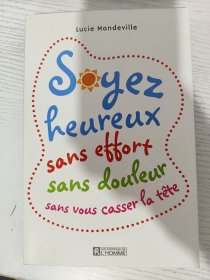 Lucie Mandeville
Soyez
heureux
sans effort
sans douleur
sans vous casser la tête
LES ÉDITIONS DE
L'HOMME